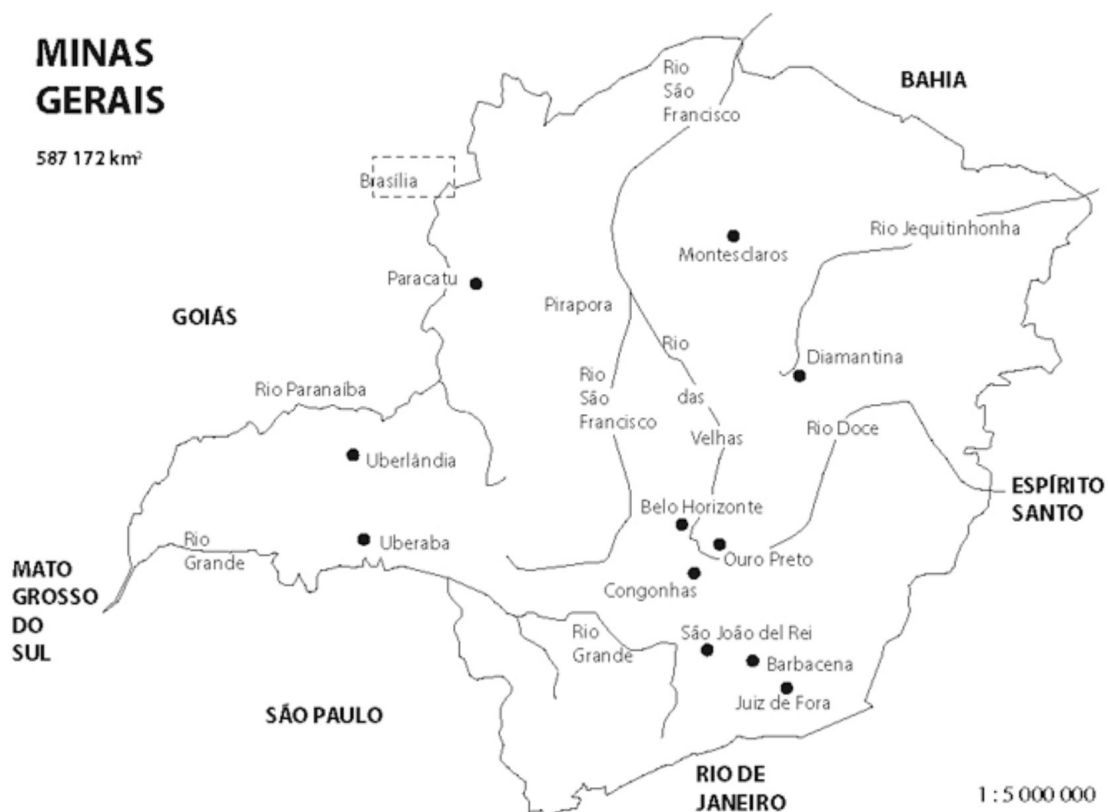 MINAS
GERAIS
587 172 km²
BAHIA
Rio
São
Francisco
Brasília
Rio Jequitinhonha
Montesclaros
Paracatu
Pirapora
GOIÁS
Rio
das
Velhas
Diamantina
Rio
São
Francisco
Rio Paranaíba
Rio Doce
Uberlândia
ESPÍRITO
SANTO
Belo Horizonte
Rio
Grande
Uberaba
Ouro Preto
MATO
GROSSO
DO
SUL
Congonhas
Rio
Grande
São João del Rei
Barbacena
Juiz de Fora
SÃO PAULO
RIO DE
JANEIRO
1 : 5 000 000